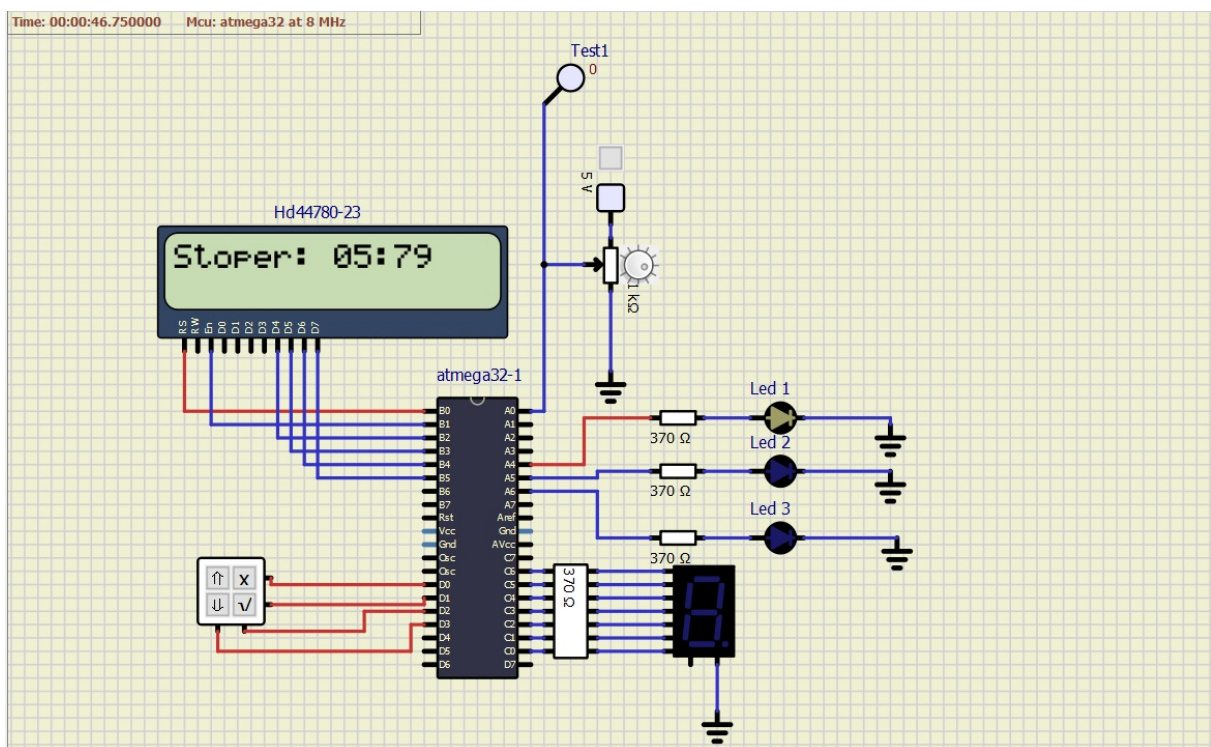 Time: 00:00:46.750000 Mcu: atmega32 at 8 MHz
Test1
0
5 V
Hd44780-23
Stoper: 05:79
1 kΩ
RS RW En D0 D1 D2 D3 D4 D5 D6 D7
atmega32-1
Led 1
B0 A0
B1 A1
370 Ω
B2 A2
Led 2
B3 A3
B4 A4
B5 A5
370 Ω
B6 A6
B7 A7
Led 3
Rst Aref
Vcc Gnd
Gnd AVcc
370 Ω
Osc C7
Osc C6
D0 C5
D1 C4
D2 C3
D3 C2
D4 C1
D5 C0
D6 D7
370 Ω
X
√
8.